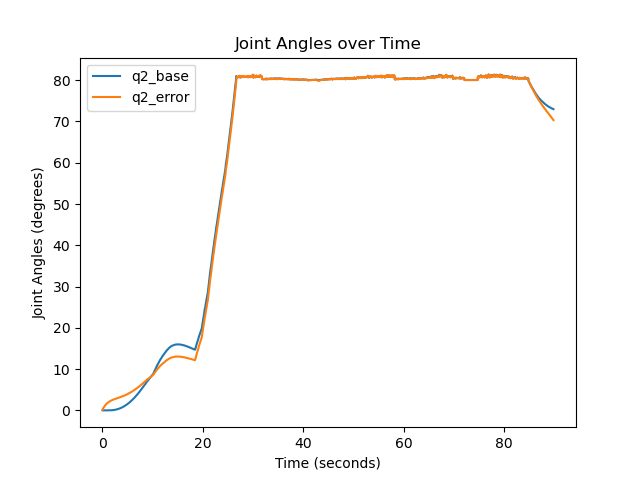 Joint Angles over Time
q2_base
q2_error
Joint Angles (degrees)
80
70
60
50
40
30
20
10
0
0 20 40 60 80
Time (seconds)